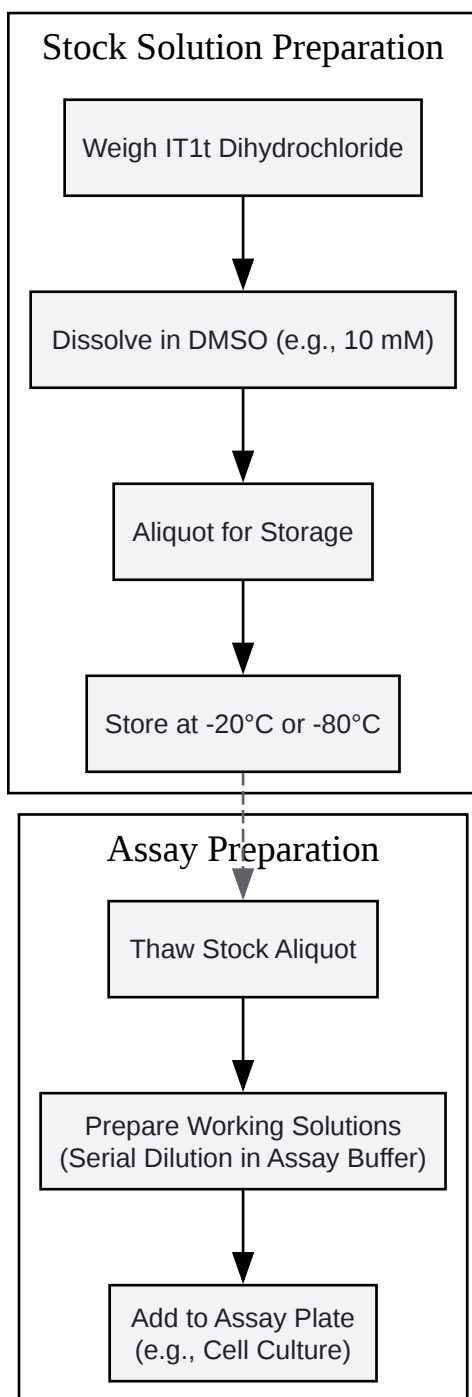 Stock Solution Preparation
Weigh IT1t Dihydrochloride
Dissolve in DMSO (e.g., 10 mM)
Aliquot for Storage
Store at -20°C or -80°C
Assay Preparation
Thaw Stock Aliquot
Prepare Working Solutions
(Serial Dilution in Assay Buffer)
Add to Assay Plate
(e.g., Cell Culture)